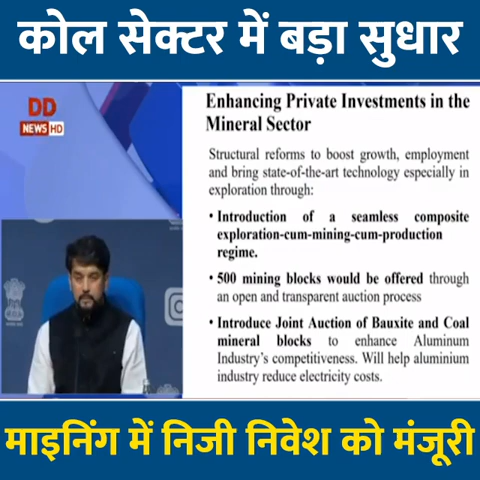 कोल सेक्टर में बड़ा सुधार
DD
NEWS HD
Enhancing Private Investments in the
Mineral Sector
Structural reforms to boost growth, employment
and bring state-of-the-art technology especially in
exploration through:
• Introduction of a seamless composite
exploration-cum-mining-cum-production
regime.
• 500 mining blocks would be offered through
an open and transparent auction process
• Introduce Joint Auction of Bauxite and Coal
mineral blocks to enhance Aluminum
Industry's competitiveness. Will help aluminium
industry reduce electricity costs.
माइनिंग में निजी निवेश को मंजूरी